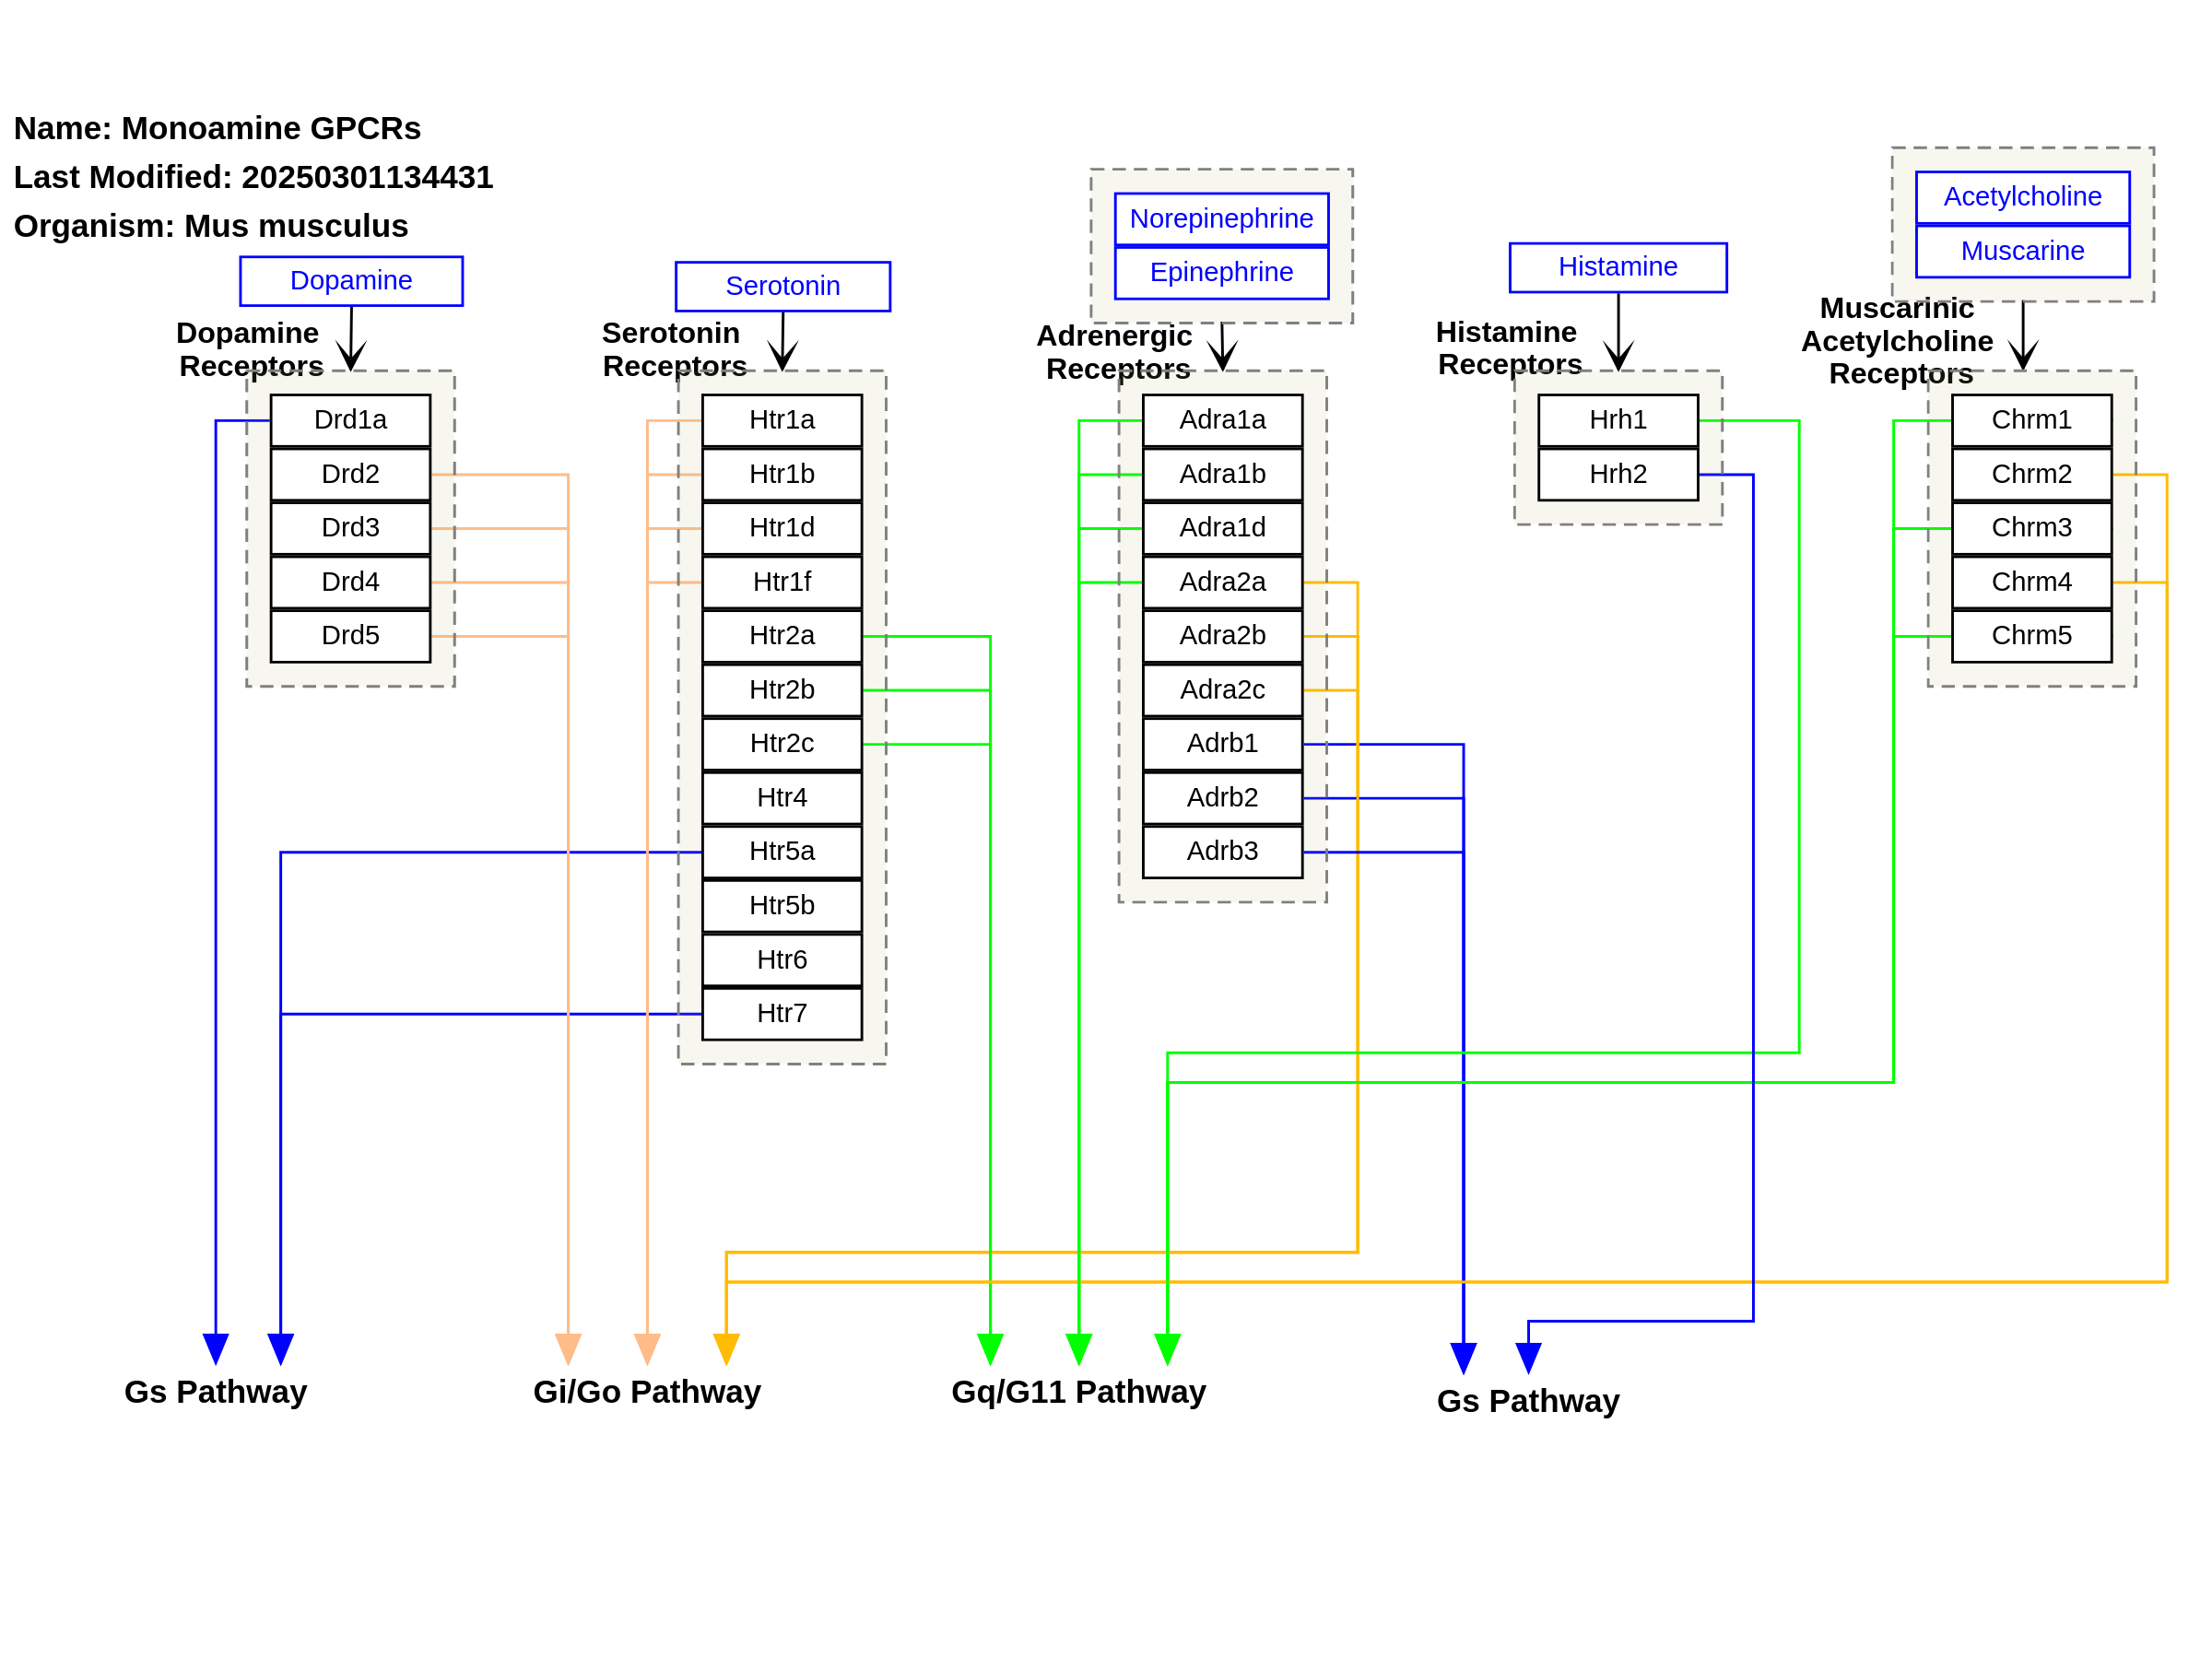 Name: Monoamine GPCRs
Last Modified: 20250301134431
Organism: Mus musculus
Dopamine
Dopamine
Receptors
Drd1a
Drd2
Drd3
Drd4
Drd5
Serotonin
Serotonin
Receptors
Htr1a
Htr1b
Htr1d
Htr1f
Htr2a
Htr2b
Htr2c
Htr4
Htr5a
Htr5b
Htr6
Htr7
Norepinephrine
Epinephrine
Adrenergic
Receptors
Adra1a
Adra1b
Adra1d
Adra2a
Adra2b
Adra2c
Adrb1
Adrb2
Adrb3
Histamine
Histamine
Receptors
Hrh1
Hrh2
Acetylcholine
Muscarine
Muscarinic
Acetylcholine
Receptors
Chrm1
Chrm2
Chrm3
Chrm4
Chrm5
Gs Pathway
Gi/Go Pathway
Gq/G11 Pathway
Gs Pathway